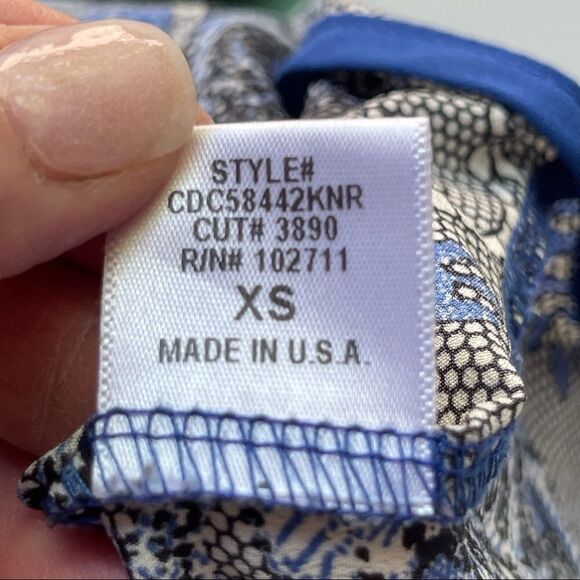 STYLE#
CDC58442KNR
CUT# 3890
R/N# 102711
XS
MADE IN U.S.A.